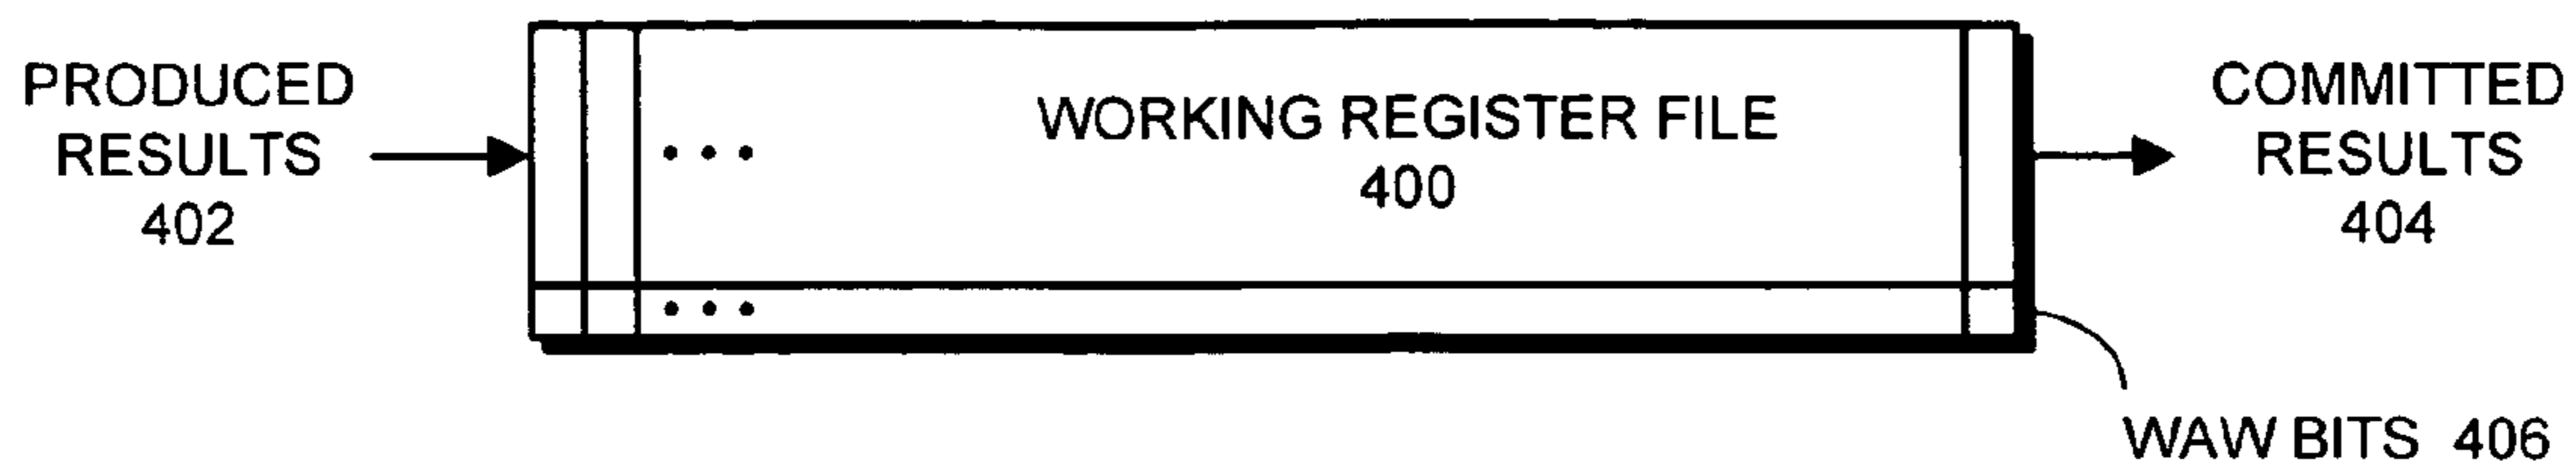 PRODUCED
RESULTS
402
• • •
WORKING REGISTER FILE
400
• • •
COMMITTED
RESULTS
404
WAW BITS 406